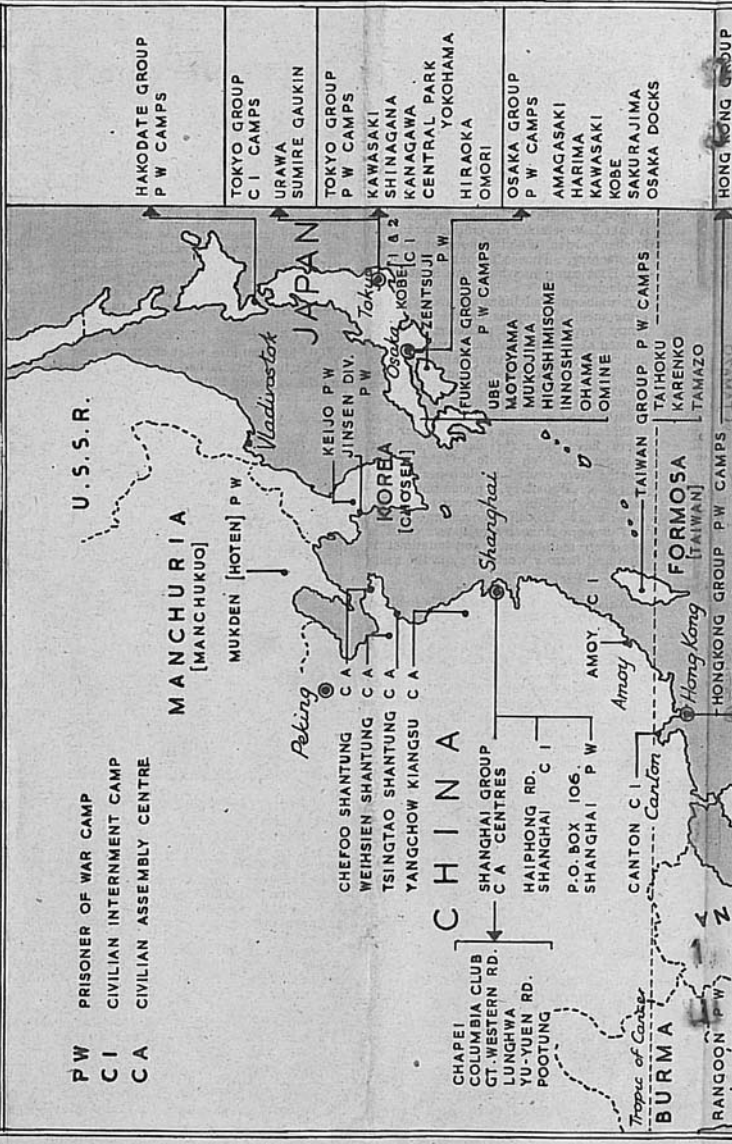 PW PRISONER OF WAR CAMP
CI CIVILIAN INTERNMENT CAMP
CA CIVILIAN ASSEMBLY CENTRE
U.S.S.R.
MANCHURIA
[MANCHUKUO]
MUKDEN [HOTEN] PW
Vladivostok
Peking
KEIJO PW
JINSEN DIV.
PW
KOREA
[CHOSEN]
JAPAN
Tokyo
Osaka
KOBE [1 & 2
CI
ZENTSUJI
PW
HAKODATE GROUP
PW CAMPS
TOKYO GROUP
CI CAMPS
URAWA
SUMIRE GAUKIN
TOKYO GROUP
PW CAMPS
KAWASAKI
SHINAGANA
KANAGAWA
CENTRAL PARK
YOKOHAMA
HIRAOKA
OMORI
OSAKA GROUP
PW CAMPS
AMAGASAKI
HARIMA
KAWASAKI
KOBE
SAKURAJIMA
OSAKA DOCKS
FUKUOKA GROUP
PW CAMPS
UBE
MOTOYAMA
MUKOJIMA
HIGASHIMISOME
INNOSHIMA
OHAMA
OMINE
CHEFOO SHANTUNG CA
WEIHSIEN SHANTUNG CA
TSINGTAO SHANTUNG CA
YANGCHOW KIANGSU CA
CHINA
Shanghai
SHANGHAI GROUP
CA CENTRES
CHAPEI
COLUMBIA CLUB
GT. WESTERN RD.
LUNGHWA
YU-YUEN RD.
POOTUNG
HAIPHONG RD.
SHANGHAI CI
P.O. BOX 106.
SHANGHAI PW
AMOY CI
Amoy
CANTON CI
Canton
Hong Kong
TAIWAN GROUP PW CAMPS
TAIHOKU
KARENKO
TAMAZO
FORMOSA
[TAIWAN]
Tropic of Cancer
BURMA
RANGOON PW
HONGKONG GROUP PW CAMPS
HONG KONG GROUP